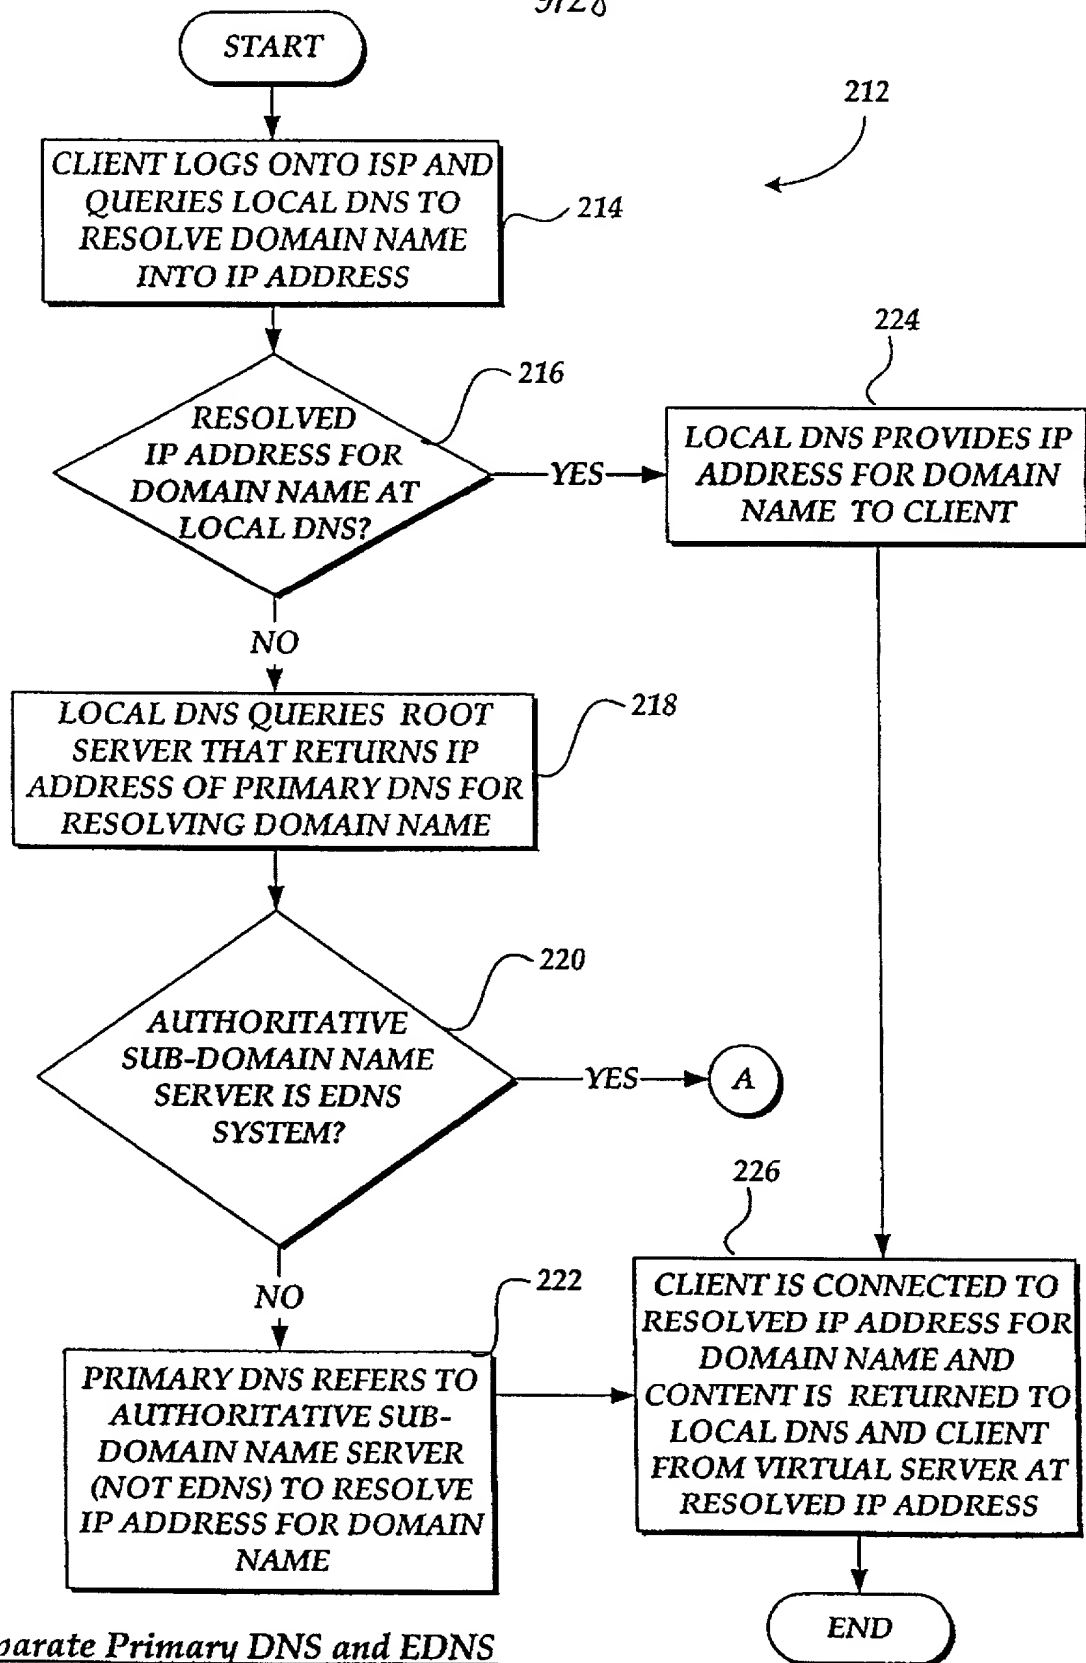 9/28
START
212
CLIENT LOGS ONTO ISP AND
QUERIES LOCAL DNS TO
RESOLVE DOMAIN NAME
INTO IP ADDRESS
214
216
RESOLVED
IP ADDRESS FOR
DOMAIN NAME AT
LOCAL DNS?
YES
224
LOCAL DNS PROVIDES IP
ADDRESS FOR DOMAIN
NAME TO CLIENT
NO
218
LOCAL DNS QUERIES ROOT
SERVER THAT RETURNS IP
ADDRESS OF PRIMARY DNS FOR
RESOLVING DOMAIN NAME
220
AUTHORITATIVE
SUB-DOMAIN NAME
SERVER IS EDNS
SYSTEM?
YES
A
NO
222
PRIMARY DNS REFERS TO
AUTHORITATIVE SUB-
DOMAIN NAME SERVER
(NOT EDNS) TO RESOLVE
IP ADDRESS FOR DOMAIN
NAME
226
CLIENT IS CONNECTED TO
RESOLVED IP ADDRESS FOR
DOMAIN NAME AND
CONTENT IS RETURNED TO
LOCAL DNS AND CLIENT
FROM VIRTUAL SERVER AT
RESOLVED IP ADDRESS
END
parate Primary DNS and EDNS